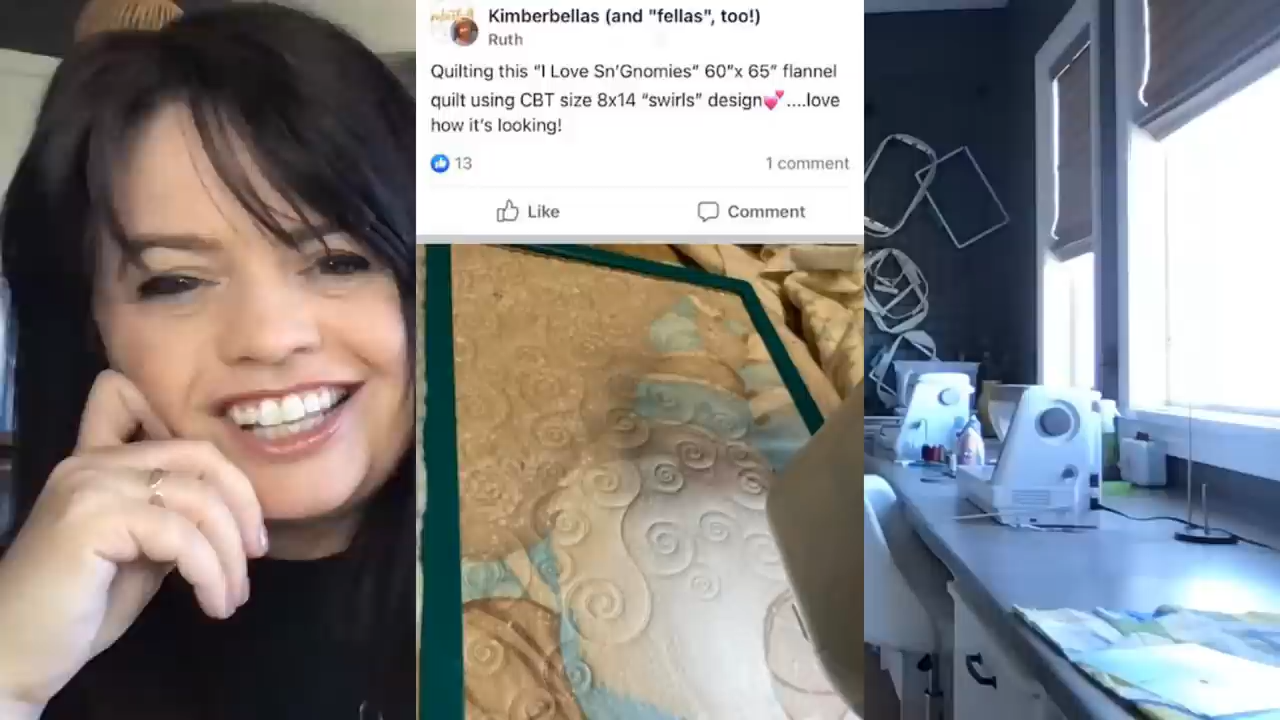 Kimberbellas (and "fellas", too!)
Ruth
Quilting this “I Love Sn’Gnomies” 60”x 65” flannel
quilt using CBT size 8x14 “swirls” design💕....love
how it’s looking!
13
1 comment
Like
Comment